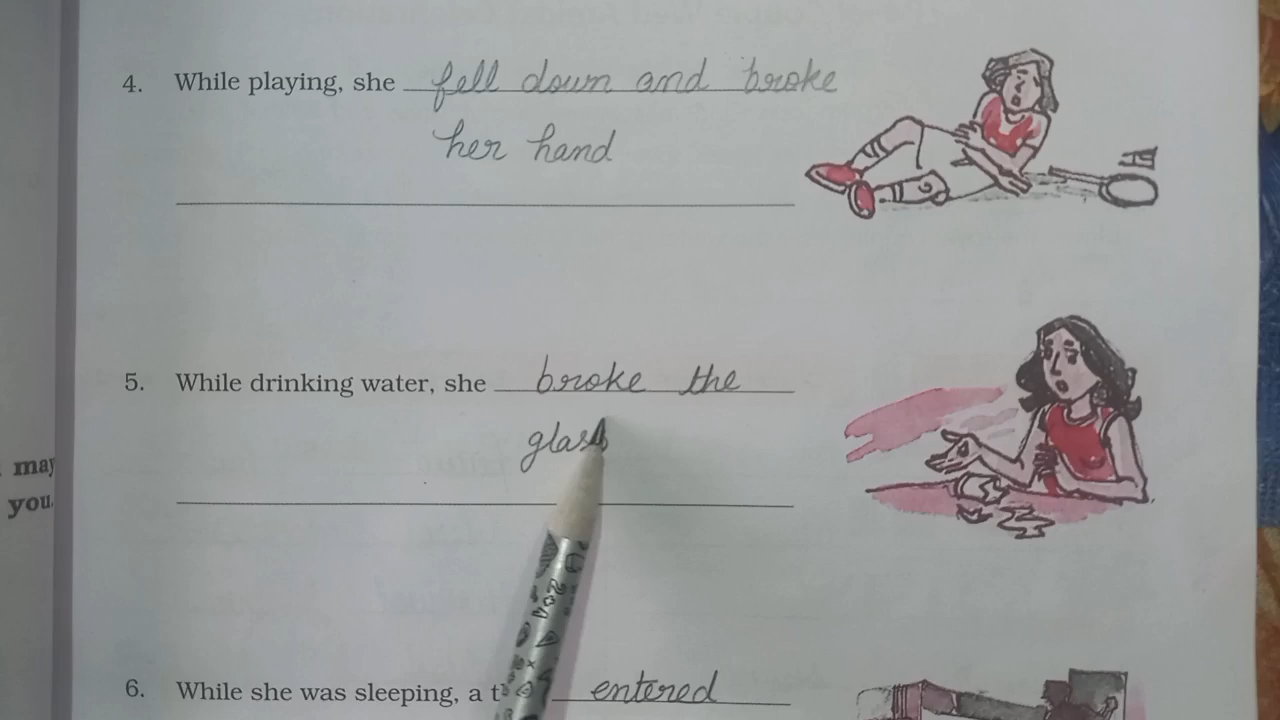 4. While playing, she fell down and broke
her hand
5. While drinking water, she broke the
glass
may
you.
6. While she was sleeping, a entered